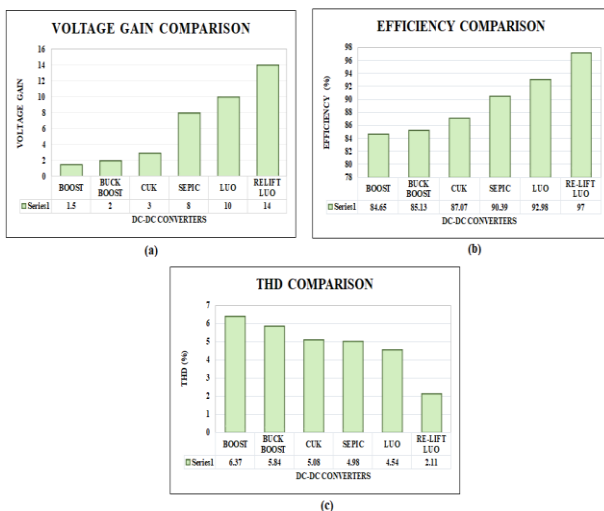 VOLTAGE GAIN COMPARISON
16
14
12
10
8
6
4
2
0
VOLTAGE GAIN
BOOST
BUCK
BOOST
CUK
SEPIC
LUO
RELIFT
LUO
Series1 1.5 2 3 8 10 14
DC-DC CONVERTERS
(a)
EFFICIENCY COMPARISON
98
96
94
92
90
88
86
84
82
80
78
EFFICIENCY (%)
BOOST
BUCK
BOOST
CUK
SEPIC
LUO
RE-LIFT
LUO
Series1 84.65 85.13 87.07 90.39 92.98 97
DC-DC CONVERTERS
(b)
THD COMPARISON
7
6
5
4
3
2
1
0
THD (%)
BOOST
BUCK
BOOST
CUK
SEPIC
LUO
RE-LIFT
LUO
Series1 6.37 5.84 5.08 4.98 4.54 2.11
DC-DC CONVERTERS
(c)